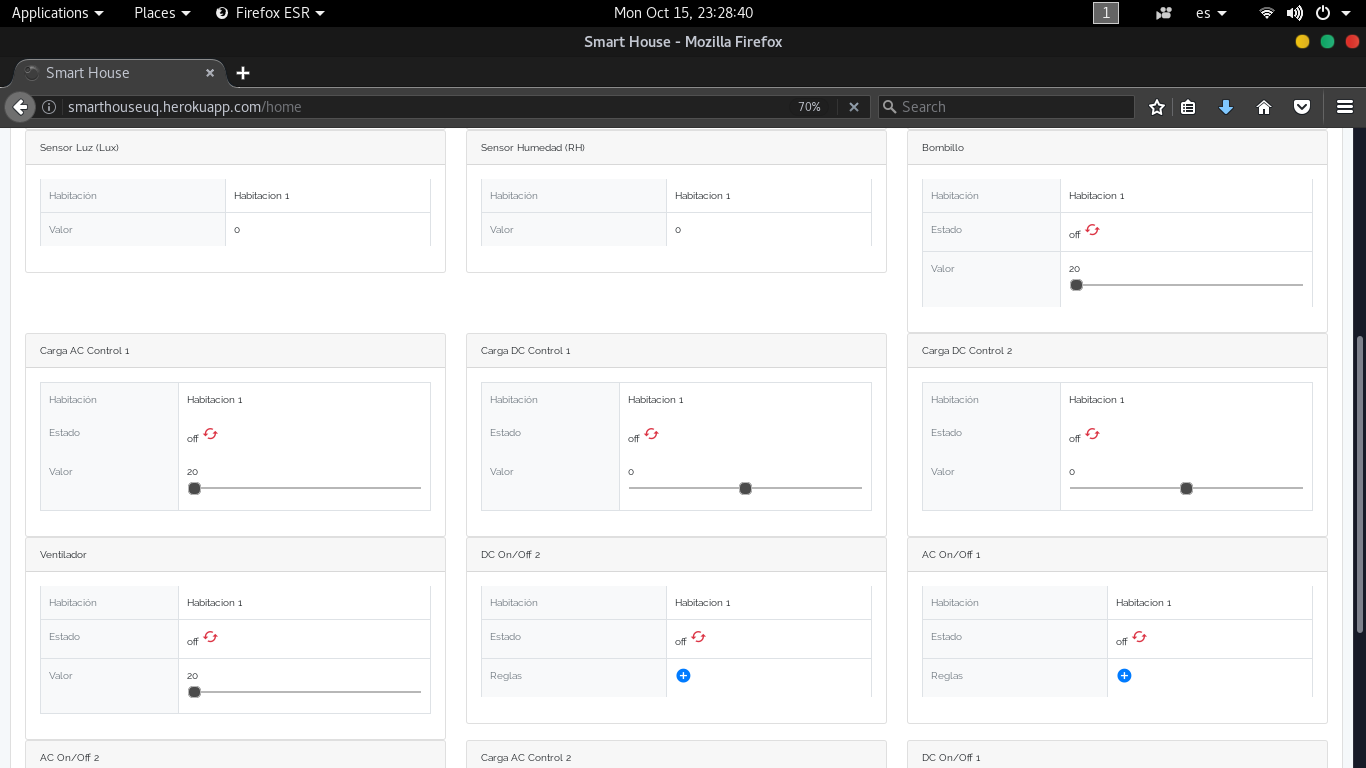 Applications Places Firefox ESR Mon Oct 15, 23:28:40 1 es
Smart House - Mozilla Firefox
Smart House
smarthouseuq.herokuapp.com/home 70% Search
Sensor Luz (Lux)
Habitación Habitacion 1
Valor 0
Sensor Humedad (RH)
Habitación Habitacion 1
Valor 0
Bombillo
Habitación Habitacion 1
Estado off
Valor 20
Carga AC Control 1
Habitación Habitacion 1
Estado off
Valor 20
Carga DC Control 1
Habitación Habitacion 1
Estado off
Valor 0
Carga DC Control 2
Habitación Habitacion 1
Estado off
Valor 0
Ventilador
Habitación Habitacion 1
Estado off
Valor 20
DC On/Off 2
Habitación Habitacion 1
Estado off
Reglas
AC On/Off 1
Habitación Habitacion 1
Estado off
Reglas
AC On/Off 2
Carga AC Control 2
DC On/Off 1